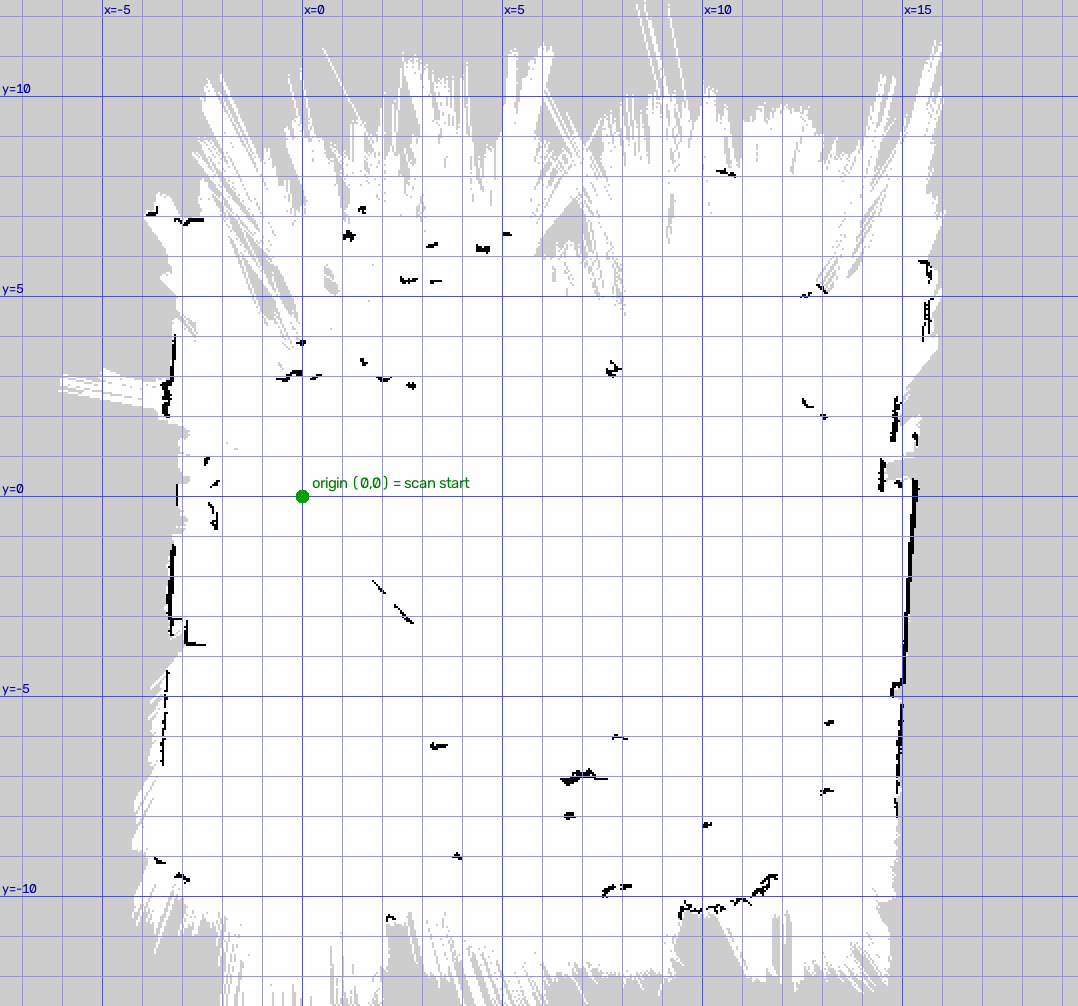 x=-5 x=0 x=5 x=10 x=15
y=10
y=5
y=0
origin (0,0) = scan start
y=-5
y=-10